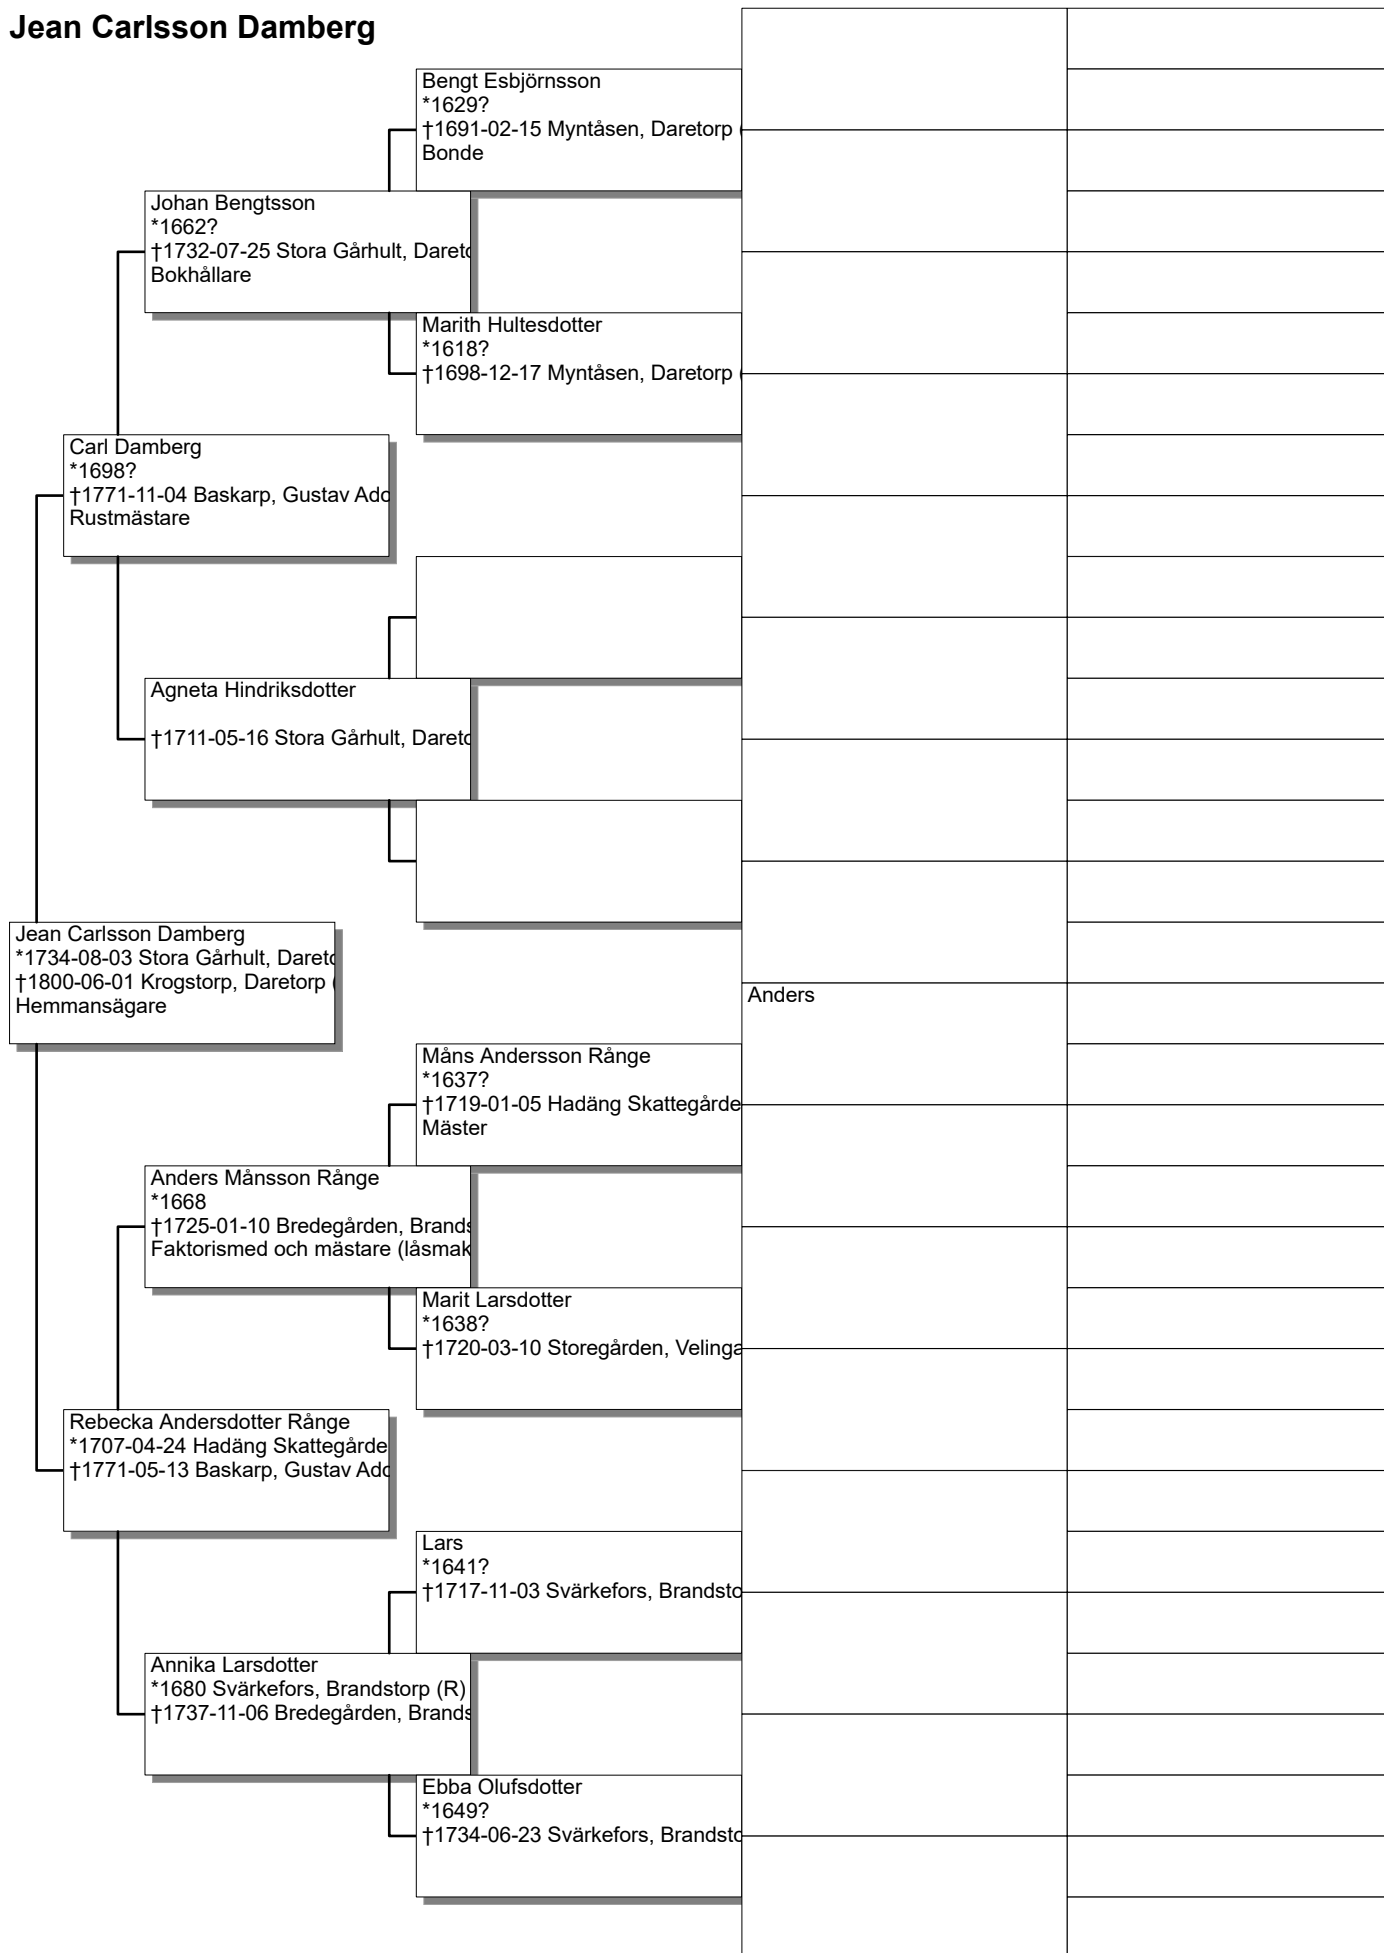 Jean Carlsson Damberg
Bengt Esbjörnsson
*1629?
†1691-02-15 Myntåsen, Daretorp (
Bonde
Johan Bengtsson
*1662?
†1732-07-25 Stora Gårhult, Dareto
Bokhållare
Marith Hultesdotter
*1618?
†1698-12-17 Myntåsen, Daretorp (
Carl Damberg
*1698?
†1771-11-04 Baskarp, Gustav Ado
Rustmästare
Agneta Hindriksdotter
†1711-05-16 Stora Gårhult, Dareto
Jean Carlsson Damberg
*1734-08-03 Stora Gårhult, Dareto
†1800-06-01 Krogstorp, Daretorp (
Hemmansägare
Anders
Måns Andersson Rånge
*1637?
†1719-01-05 Hadäng Skattegårde
Mäster
Anders Månsson Rånge
*1668
†1725-01-10 Bredegården, Brands
Faktorismed och mästare (låsmak
Marit Larsdotter
*1638?
†1720-03-10 Storegården, Velinga
Rebecka Andersdotter Rånge
*1707-04-24 Hadäng Skattegårde
†1771-05-13 Baskarp, Gustav Ado
Lars
*1641?
†1717-11-03 Svärkefors, Brandsto
Annika Larsdotter
*1680 Svärkefors, Brandstorp (R)
†1737-11-06 Bredegården, Brands
Ebba Olufsdotter
*1649?
†1734-06-23 Svärkefors, Brandsto